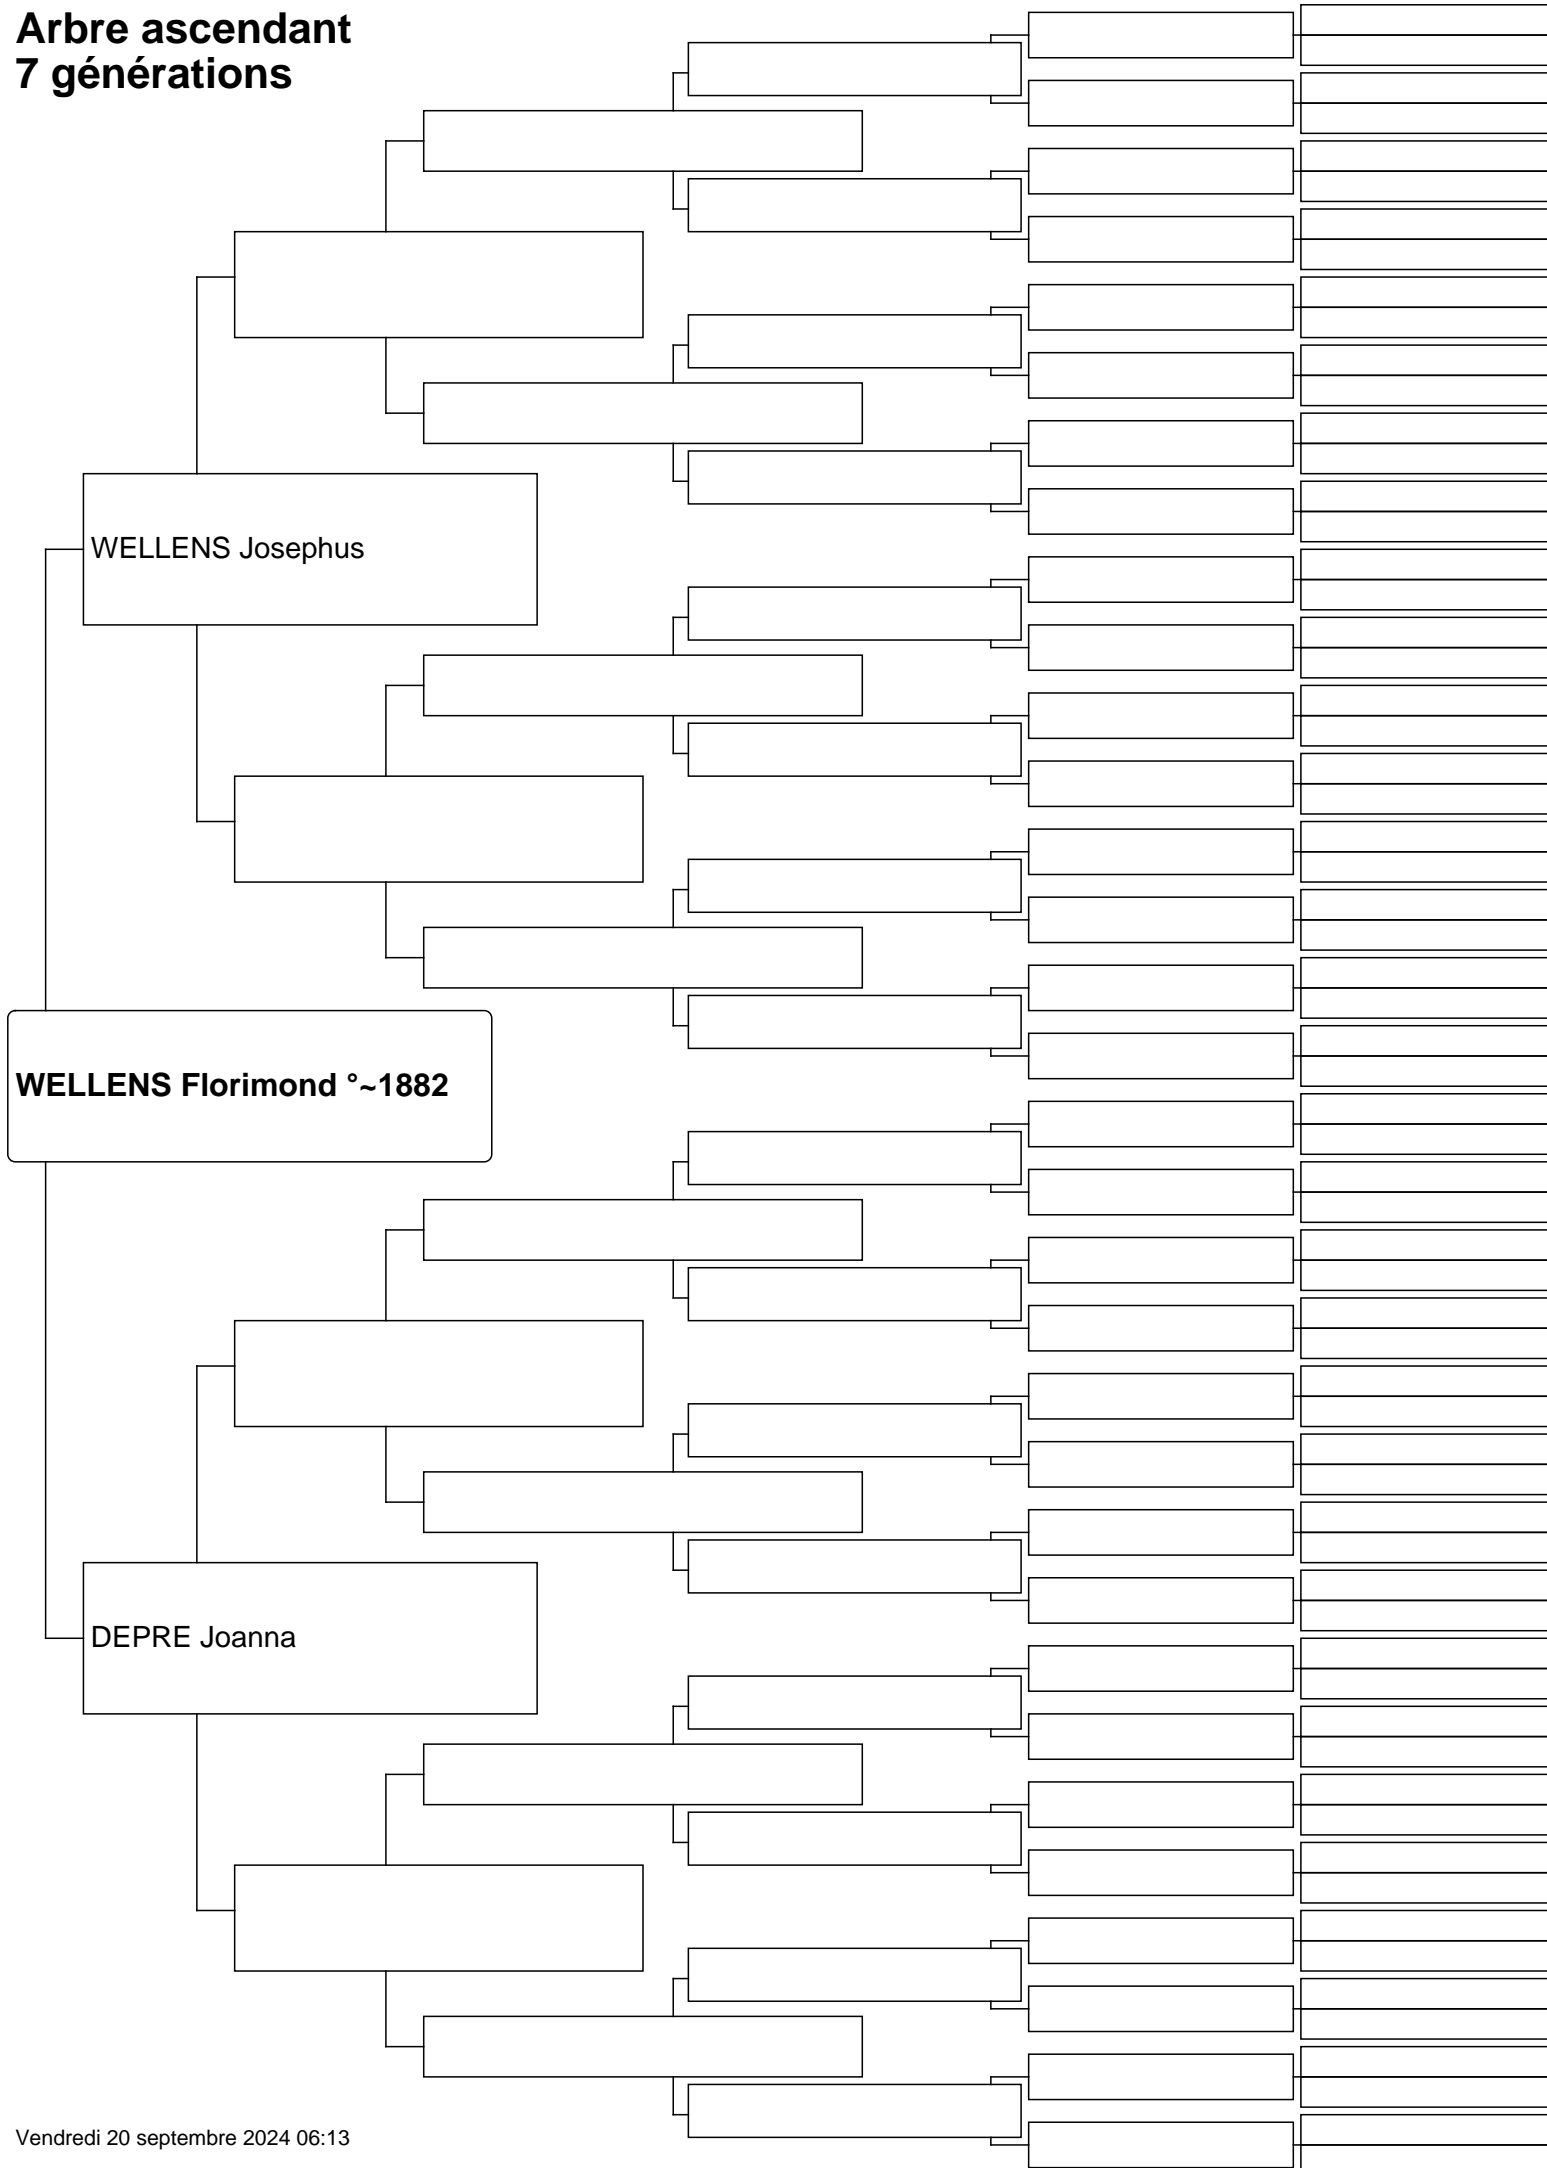 Arbre ascendant
7 générations
WELLENS Josephus
WELLENS Florimond °~1882
DEPRE Joanna
Vendredi 20 septembre 2024 06:13